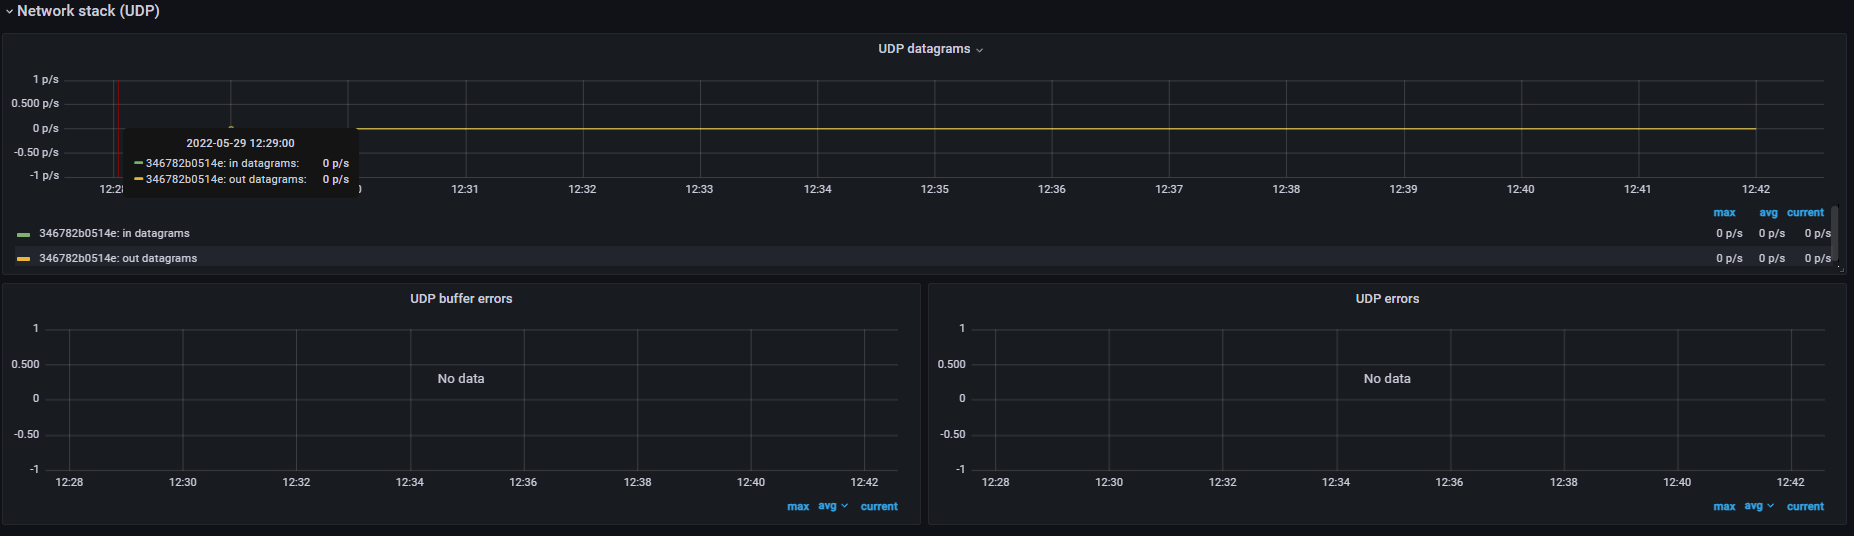 Network stack (UDP)
UDP datagrams
1 p/s
0.500 p/s
0 p/s
-0.50 p/s
-1 p/s
2022-05-29 12:29:00
346782b0514e: in datagrams: 0 p/s
346782b0514e: out datagrams: 0 p/s
12:28 0 12:31 12:32 12:33 12:34 12:35 12:36 12:37 12:38 12:39 12:40 12:41 12:42
max avg current
346782b0514e: in datagrams 0 p/s 0 p/s 0 p/s
346782b0514e: out datagrams 0 p/s 0 p/s 0 p/s
UDP buffer errors
1
0.500
No data
0
-0.50
-1
12:28 12:30 12:32 12:34 12:36 12:38 12:40 12:42
max avg current
UDP errors
1
0.500
No data
0
-0.50
-1
12:28 12:30 12:32 12:34 12:36 12:38 12:40 12:42
max avg current